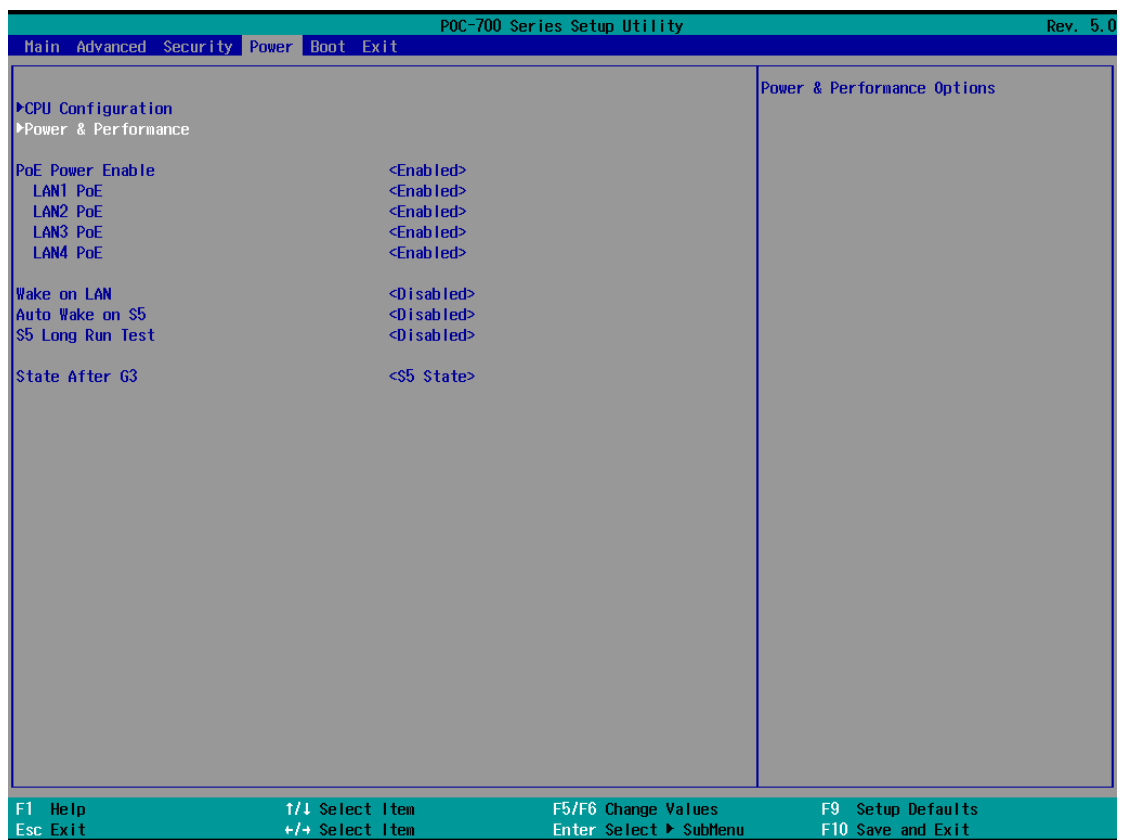 POC-700 Series Setup Utility Rev. 5.0
Main Advanced Security Power Boot Exit
Power & Performance Options
▶CPU Configuration
▶Power & Performance
PoE Power Enable <Enabled>
LAN1 PoE <Enabled>
LAN2 PoE <Enabled>
LAN3 PoE <Enabled>
LAN4 PoE <Enabled>
Wake on LAN <Disabled>
Auto Wake on S5 <Disabled>
S5 Long Run Test <Disabled>
State After G3 <S5 State>
F1 Help ↑/↓ Select Item F5/F6 Change Values F9 Setup Defaults
Esc Exit ←/→ Select Item Enter Select ▶ SubMenu F10 Save and Exit